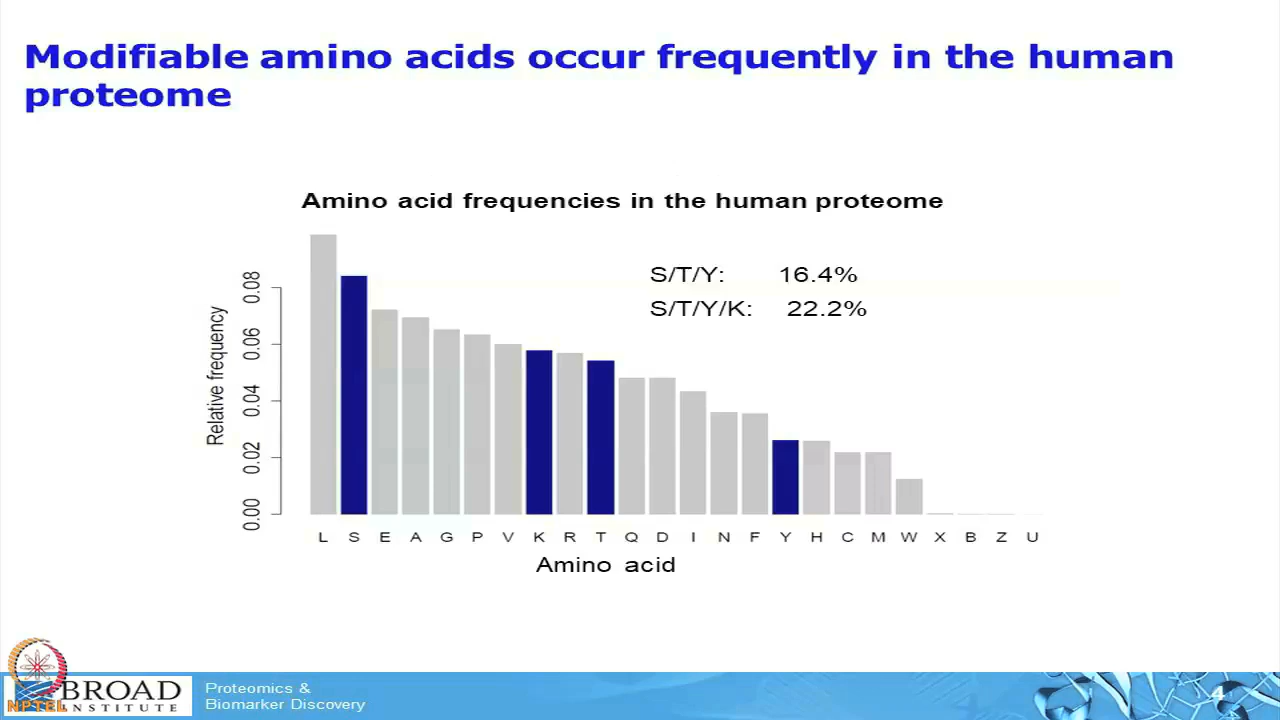 Modifiable amino acids occur frequently in the human
proteome
Amino acid frequencies in the human proteome
S/T/Y: 16.4%
S/T/Y/K: 22.2%
Relative frequency
0.08
0.06
0.04
0.02
0.00
L S E A G P V K R T Q D I N F Y H C M W X B Z U
Amino acid
BROAD
INSTITUTE
NPTEL
Proteomics &
Biomarker Discovery
4